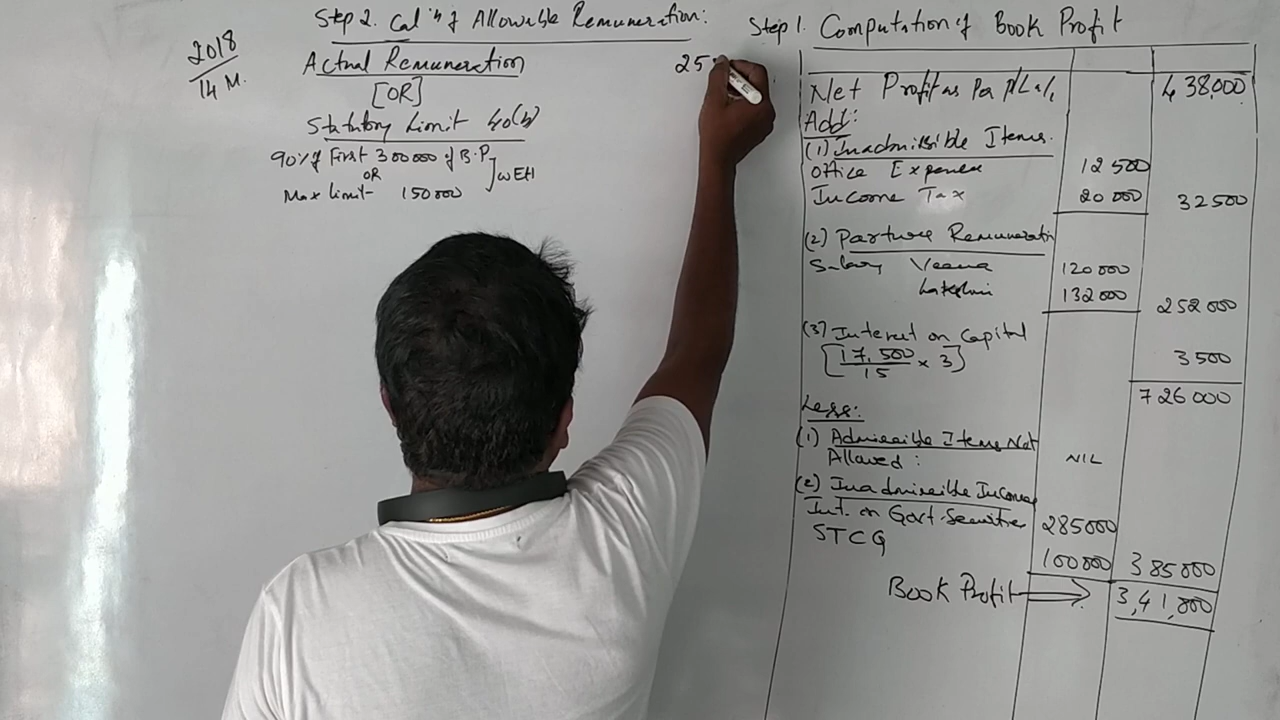 Step 2. Cal^n of Allowable Remuneration:
2018
14 M.
Actual Remuneration 25
[OR]
Statutory Limit 40(b)
90% of First 300000 of B.P
OR
WEH
Max Limit- 150000
Step 1. Computation of Book Profit
Net Profit as Per P/L a/c 4,38,000
Add:
(1) Inadmissible Items.
Office Expenses 12500
Income Tax 20000 32500
(2) Partners Remuneration
Salary Veena 120000
Lakshmi 132000 252000
(3) Interest on Capital
[17,500/15 × 3] 3500
726000
Less:
(1) Admissible Items Not
Allowed: NIL
(2) Inadmissible Incomes
Int. on Govt Securities 285000
STCG 100000 385000
Book Profit → 3,41,000